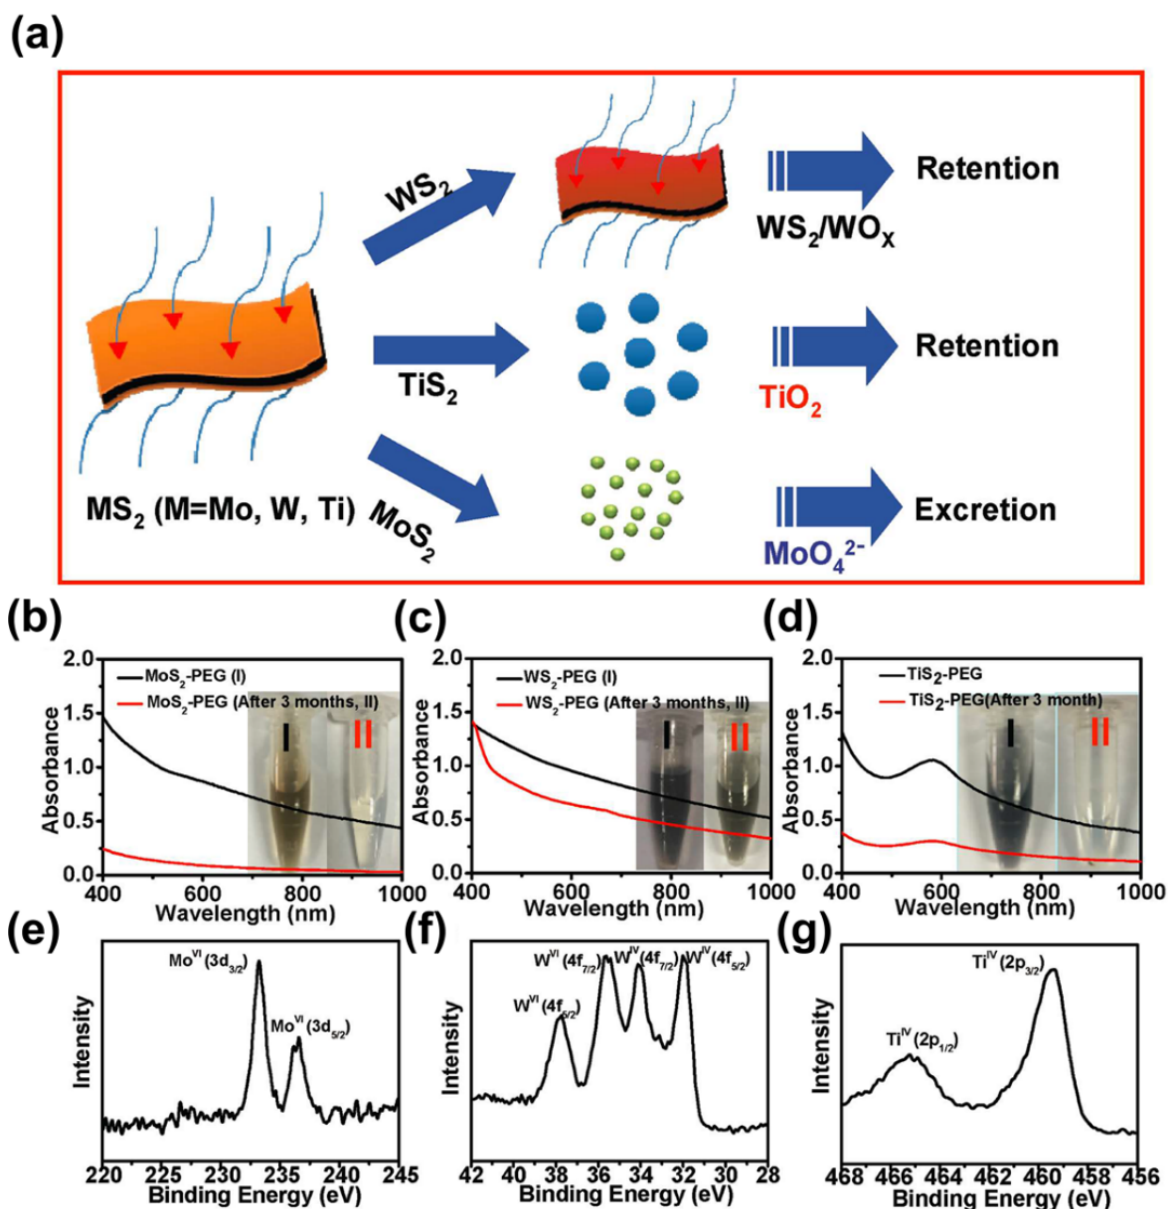 (a)
WS2
WS2/WOX
Retention
TiS2
TiO2
Retention
MS2 (M=Mo, W, Ti)
MoS2
MoO4 2-
Excretion
(b)
2.0
1.5
1.0
0.5
0.0
Absorbance
MoS2-PEG (I)
MoS2-PEG (After 3 months, II)
I
II
400 600 800 1000
Wavelength (nm)
(c)
2.0
1.5
1.0
0.5
0.0
Absorbance
WS2-PEG (I)
WS2-PEG (After 3 months, II)
I
II
400 600 800 1000
Wavelength (nm)
(d)
2.0
1.5
1.0
0.5
0.0
Absorbance
TiS2-PEG
TiS2-PEG(After 3 month)
I
II
400 600 800 1000
Wavelength (nm)
(e)
Intensity
MoVI (3d3/2)
MoVI (3d5/2)
220 225 230 235 240 245
Binding Energy (eV)
(f)
Intensity
WVI (4f7/2) WIV (4f7/2) WIV (4f5/2)
WVI (4f5/2)
42 40 38 36 34 32 30 28
Binding Energy (eV)
(g)
Intensity
TiIV (2p3/2)
TiIV (2p1/2)
468 466 464 462 460 458 456
Binding Energy (eV)